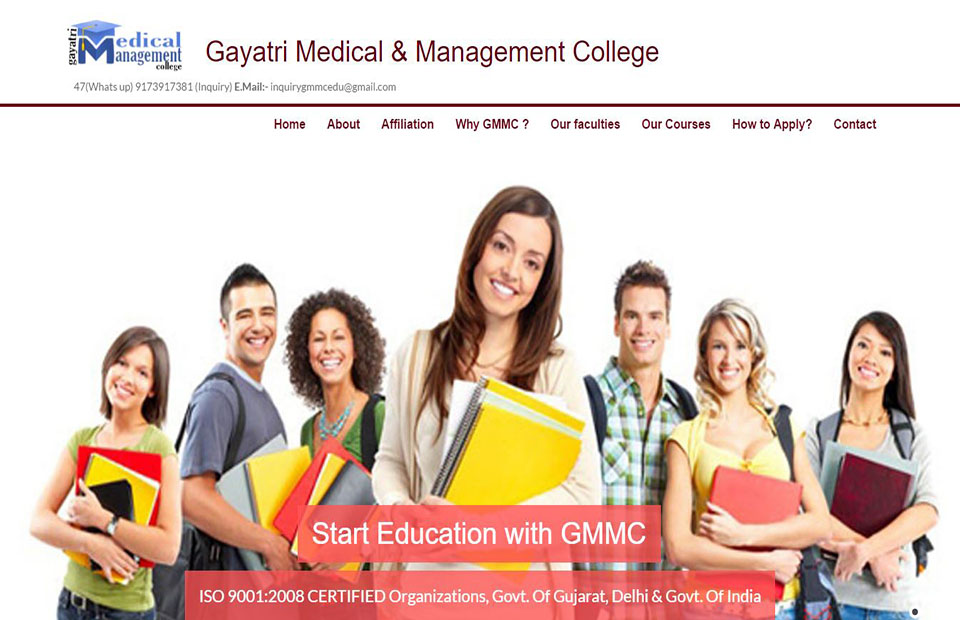 gayatri Medical Management college
Gayatri Medical & Management College
47(Whats up) 9173917381 (Inquiry) E.Mail:- inquirygmmcedu@gmail.com
Home About Affiliation Why GMMC ? Our faculties Our Courses How to Apply? Contact
Start Education with GMMC
ISO 9001:2008 CERTIFIED Organizations, Govt. Of Gujarat, Delhi & Govt. Of India